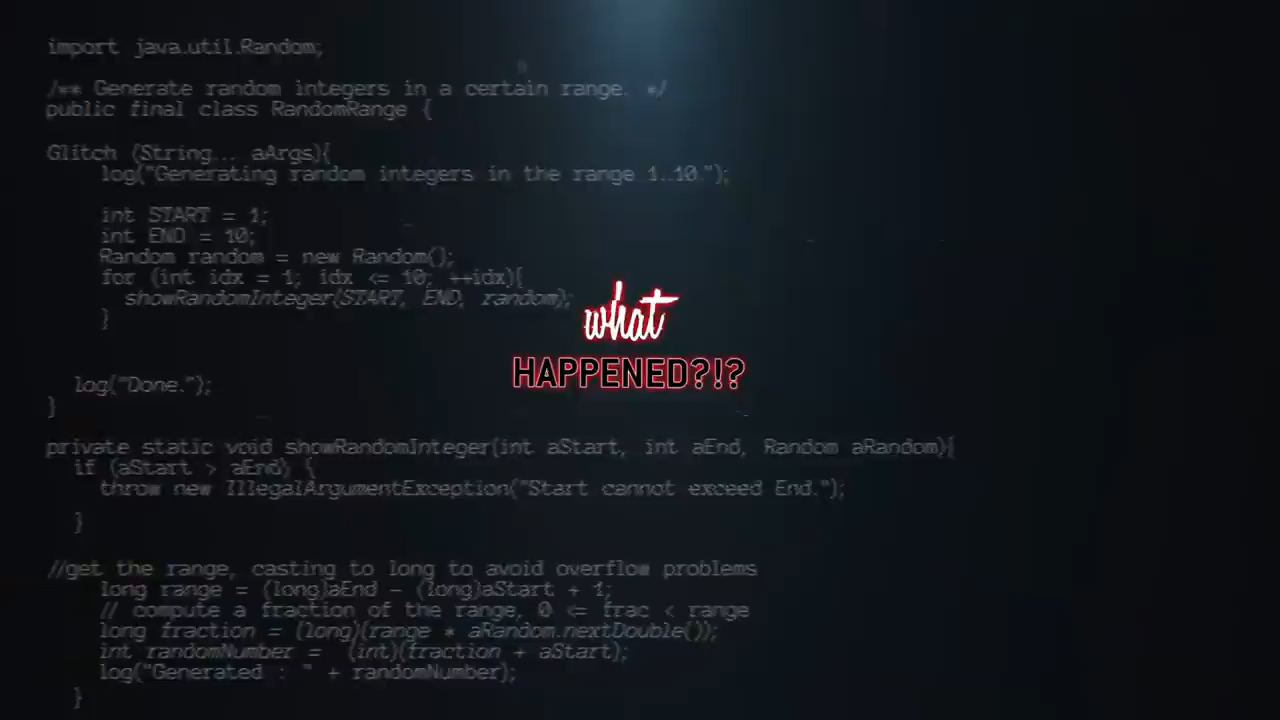 import java.util.Random;
/** Generate random integers in a certain range. */
public final class RandomRange {
Glitch (String... aArgs){
log("Generating random integers in the range 1..10.");
int START = 1;
int END = 10;
Random random = new Random();
for (int idx = 1; idx <= 10; ++idx){
showRandomInteger(START, END, random);
}
what
HAPPENED?!?
log("Done.");
}
private static void showRandomInteger(int aStart, int aEnd, Random aRandom){
if (aStart > aEnd) {
throw new IllegalArgumentException("Start cannot exceed End.");
}
//get the range, casting to long to avoid overflow problems
long range = (long)aEnd - (long)aStart + 1;
// compute a fraction of the range, 0 <= frac < range
long fraction = (long)(range * aRandom.nextDouble());
int randomNumber = (int)(fraction + aStart);
log("Generated : " + randomNumber);
}